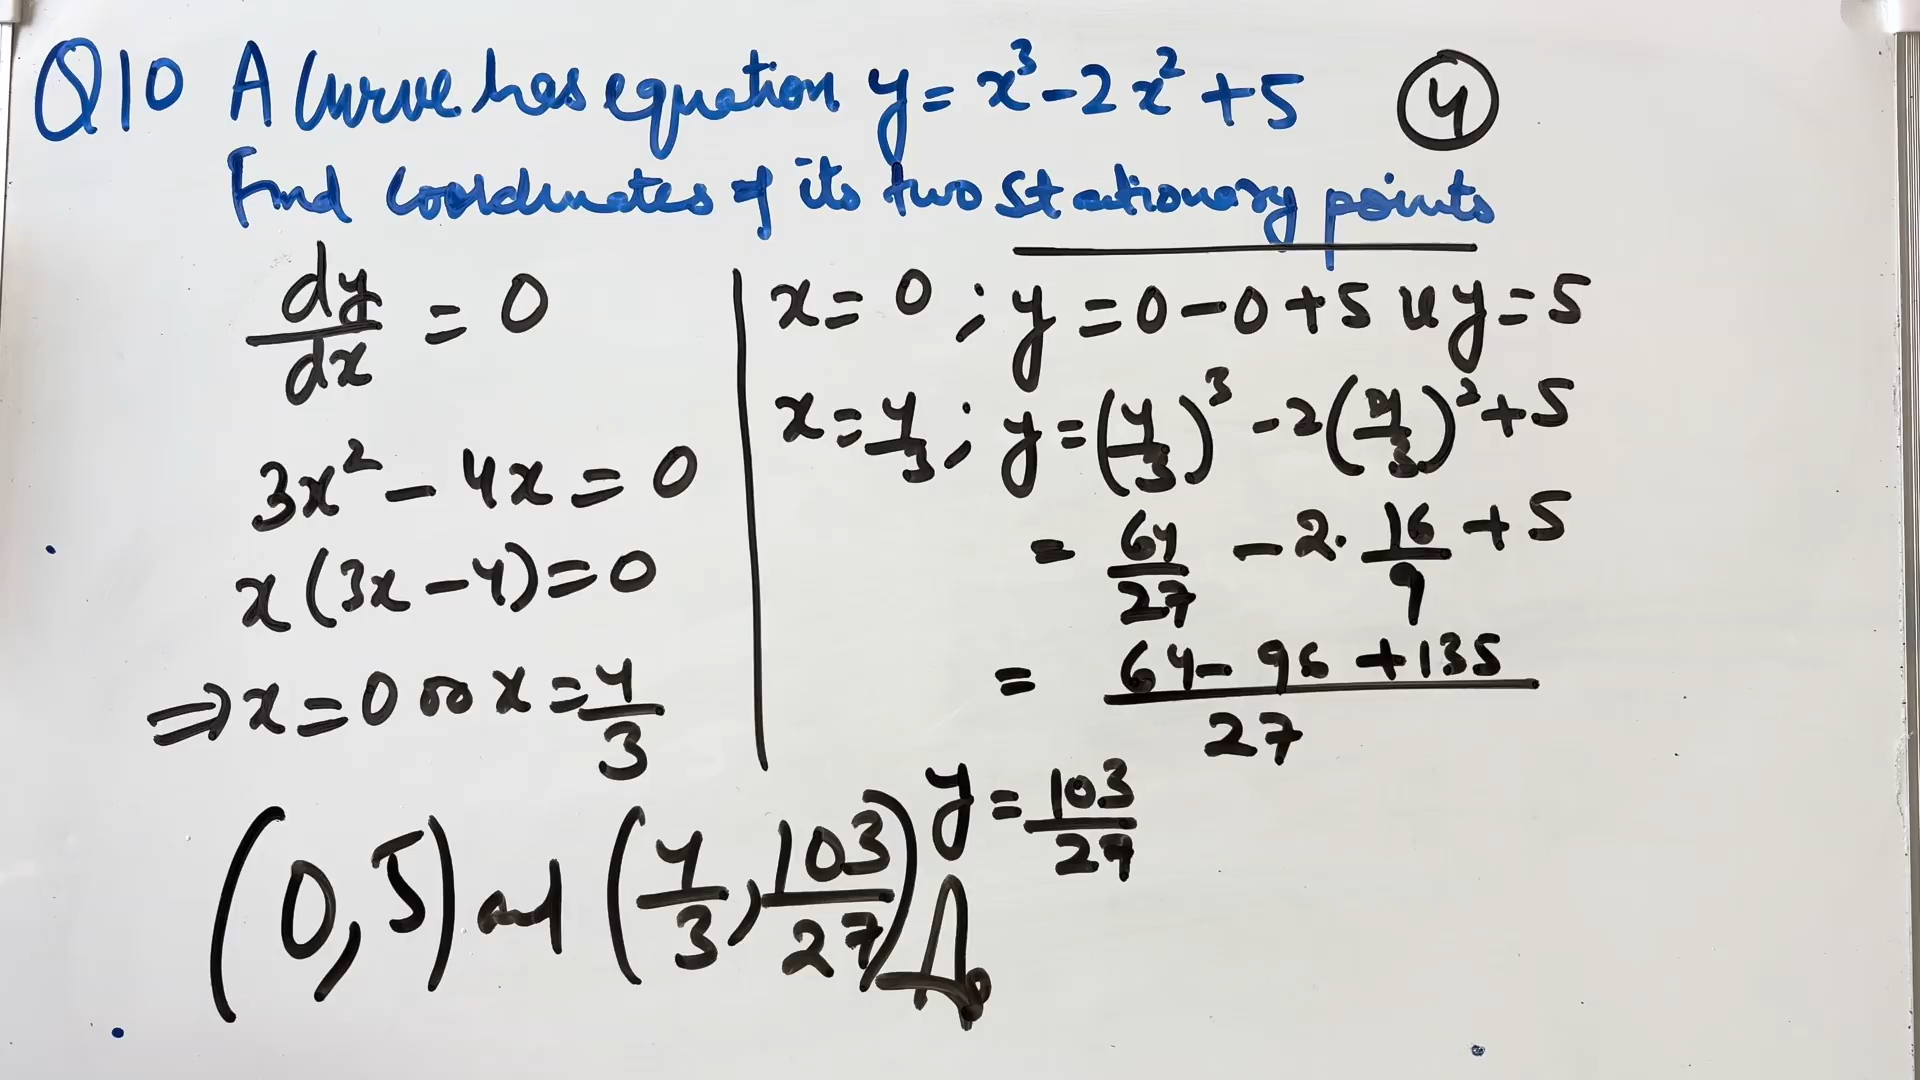 Q10 A Curve has equation y = x³ - 2x² + 5 (4)
Find coordinates of its two stationary points
dy/dx = 0
3x² - 4x = 0
x(3x - 4) = 0
⇒ x = 0 or x = 4/3
x = 0 ; y = 0 - 0 + 5 y = 5
x = 4/3 ; y = (4/3)³ - 2(4/3)² + 5
= 64/27 - 2. 16/9 + 5
= (64 - 96 + 135)/27
y = 103/27
(0, 5) and (4/3, 103/27)